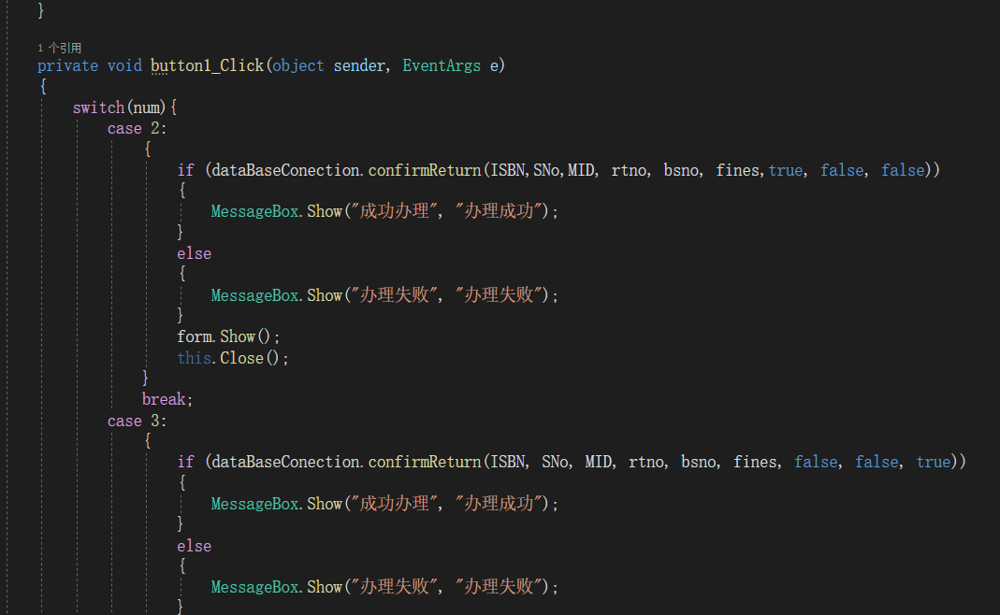 }
1 个引用
private void button1_Click(object sender, EventArgs e)
{
switch(num){
case 2:
{
if (dataBaseConection.confirmReturn(ISBN,SNo,MID, rtno, bsno, fines,true, false, false))
{
MessageBox.Show("成功办理", "办理成功");
}
else
{
MessageBox.Show("办理失败", "办理失败");
}
form.Show();
this.Close();
}
break;
case 3:
{
if (dataBaseConection.confirmReturn(ISBN, SNo, MID, rtno, bsno, fines, false, false, true))
{
MessageBox.Show("成功办理", "办理成功");
}
else
{
MessageBox.Show("办理失败", "办理失败");
}